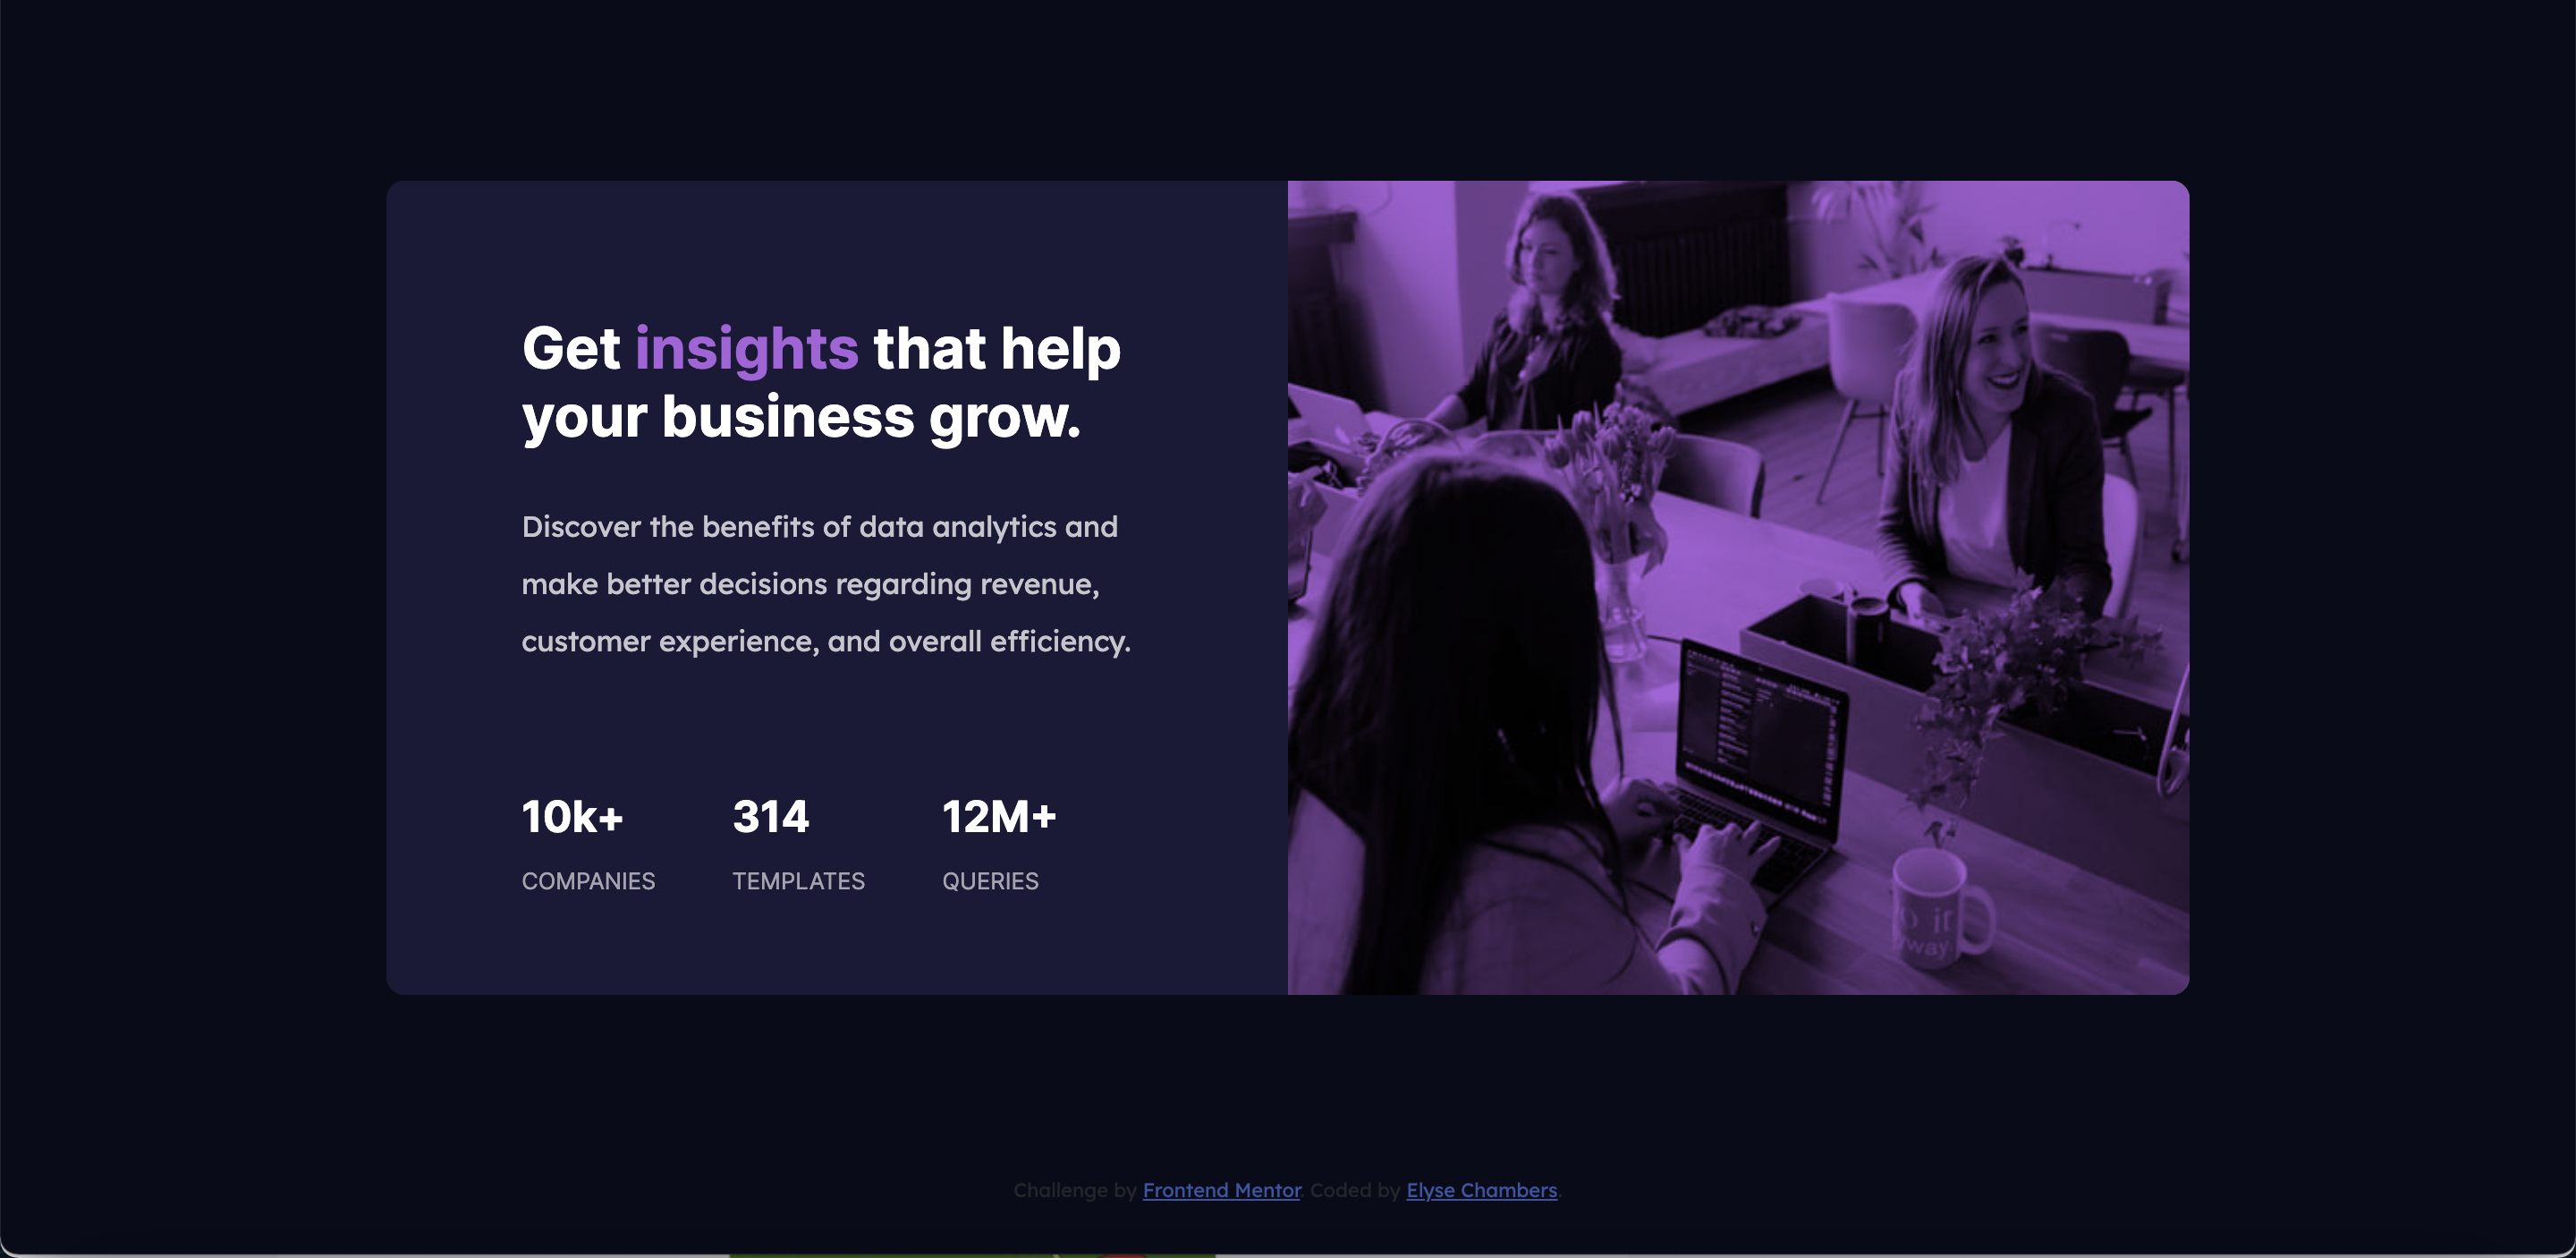 Get insights that help
your business grow.
Discover the benefits of data analytics and
make better decisions regarding revenue,
customer experience, and overall efficiency.
10k+ 314 12M+
COMPANIES TEMPLATES QUERIES
Challenge by Frontend Mentor. Coded by Elyse Chambers.